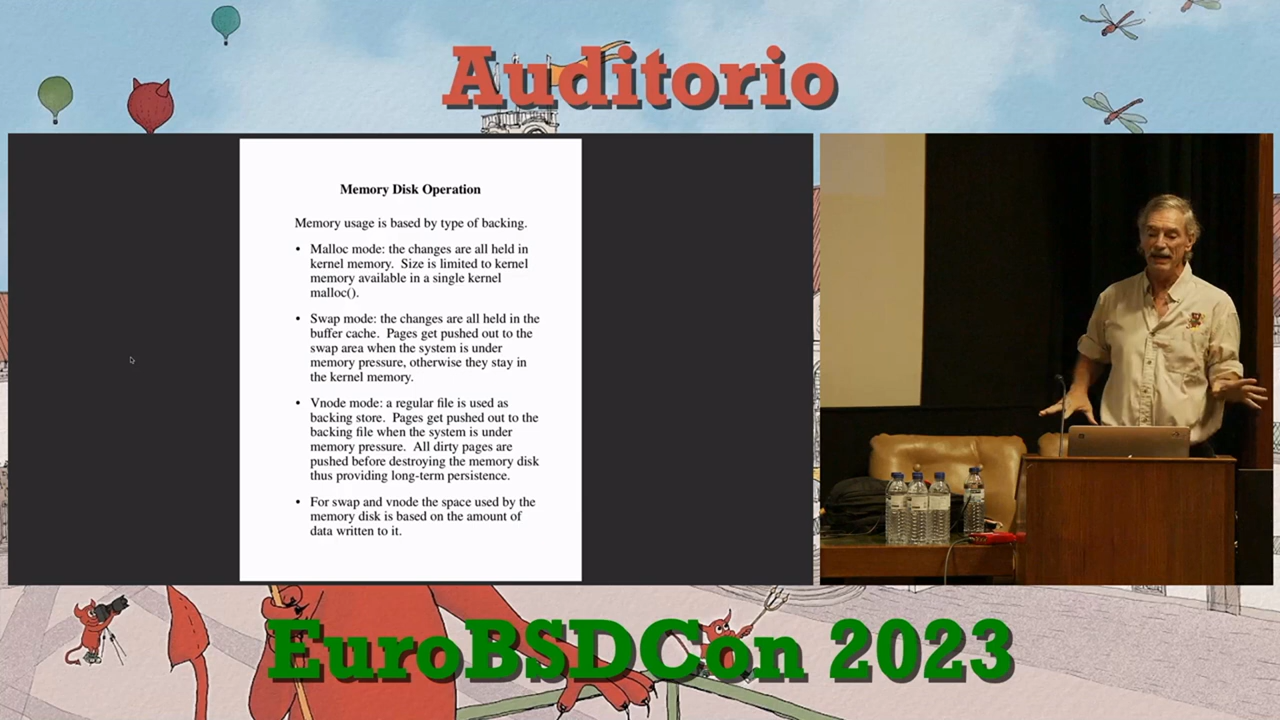 Auditorio
Memory Disk Operation
Memory usage is based by type of backing.
• Malloc mode: the changes are all held in
kernel memory. Size is limited to kernel
memory available in a single kernel
malloc().
• Swap mode: the changes are all held in the
buffer cache. Pages get pushed out to the
swap area when the system is under
memory pressure, otherwise they stay in
the kernel memory.
• Vnode mode: a regular file is used as
backing store. Pages get pushed out to the
backing file when the system is under
memory pressure. All dirty pages are
pushed before destroying the memory disk
thus providing long-term persistence.
• For swap and vnode the space used by the
memory disk is based on the amount of
data written to it.
EuroBSDCon 2023